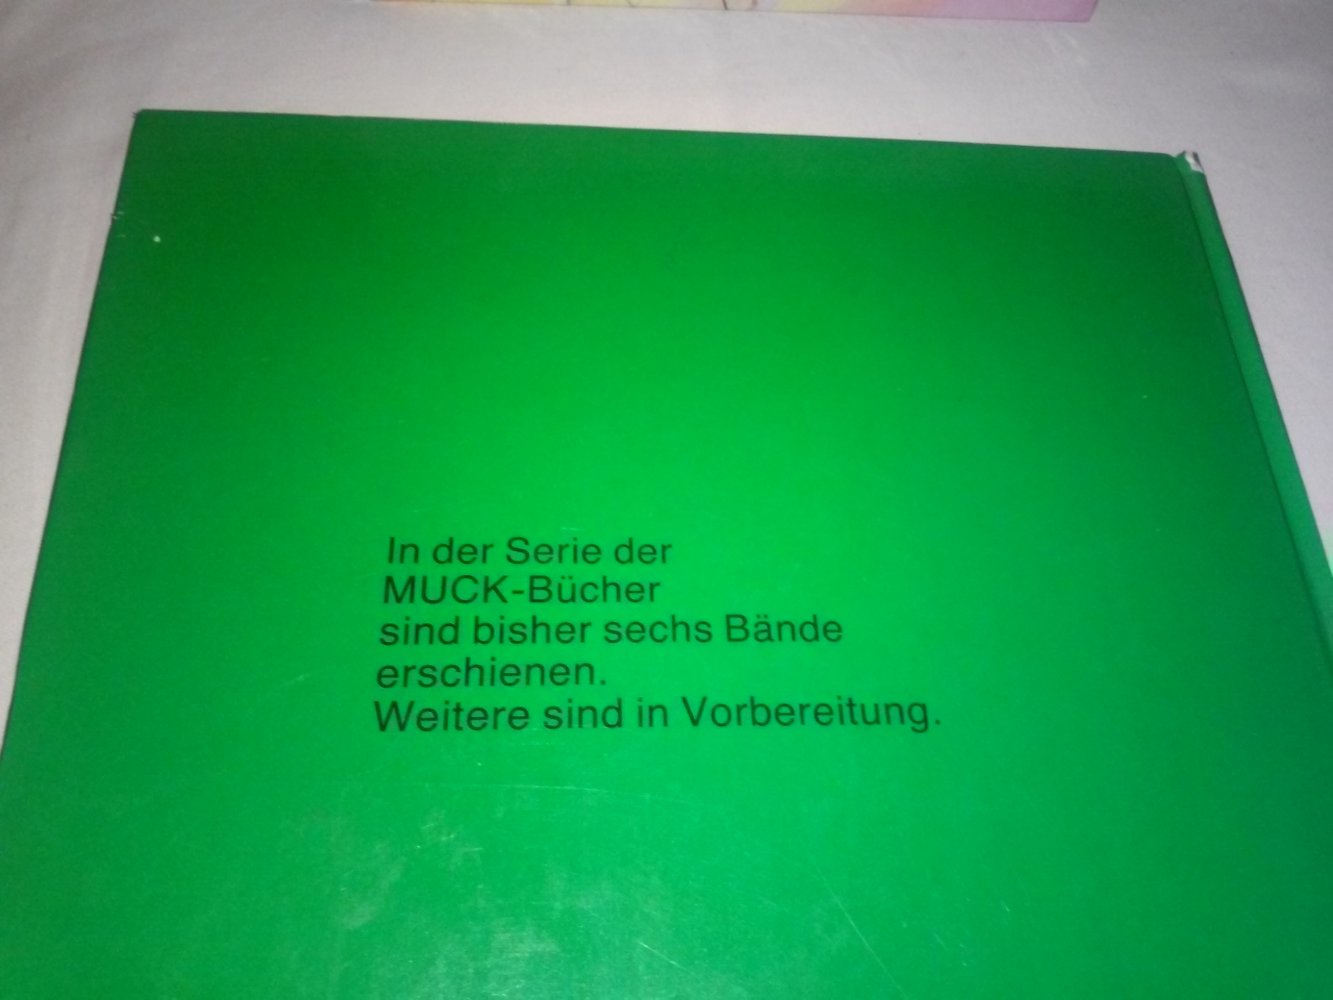 In der Serie der
MUCK-Bücher
sind bisher sechs Bände
erschienen.
Weitere sind in Vorbereitung.